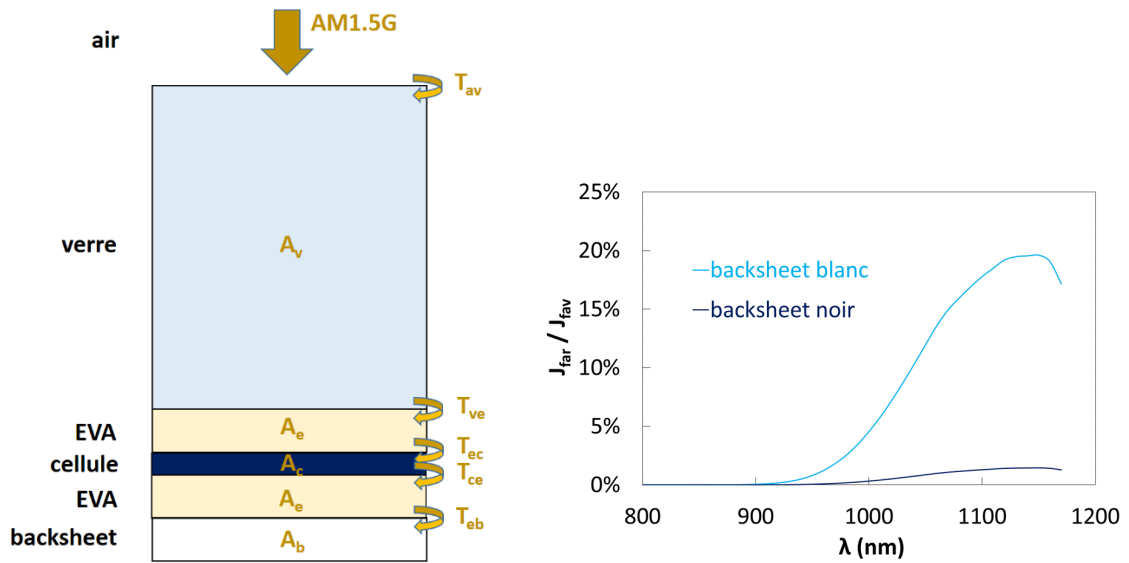 AM1.5G
air
T_av
verre
A_v
T_ve
EVA
A_e
T_ec
cellule
A_c
T_ce
EVA
A_e
T_eb
backsheet
A_b
25%
20%
15%
10%
5%
0%
J_far / J_fav
backsheet blanc
backsheet noir
800 900 1000 1100 1200
λ (nm)